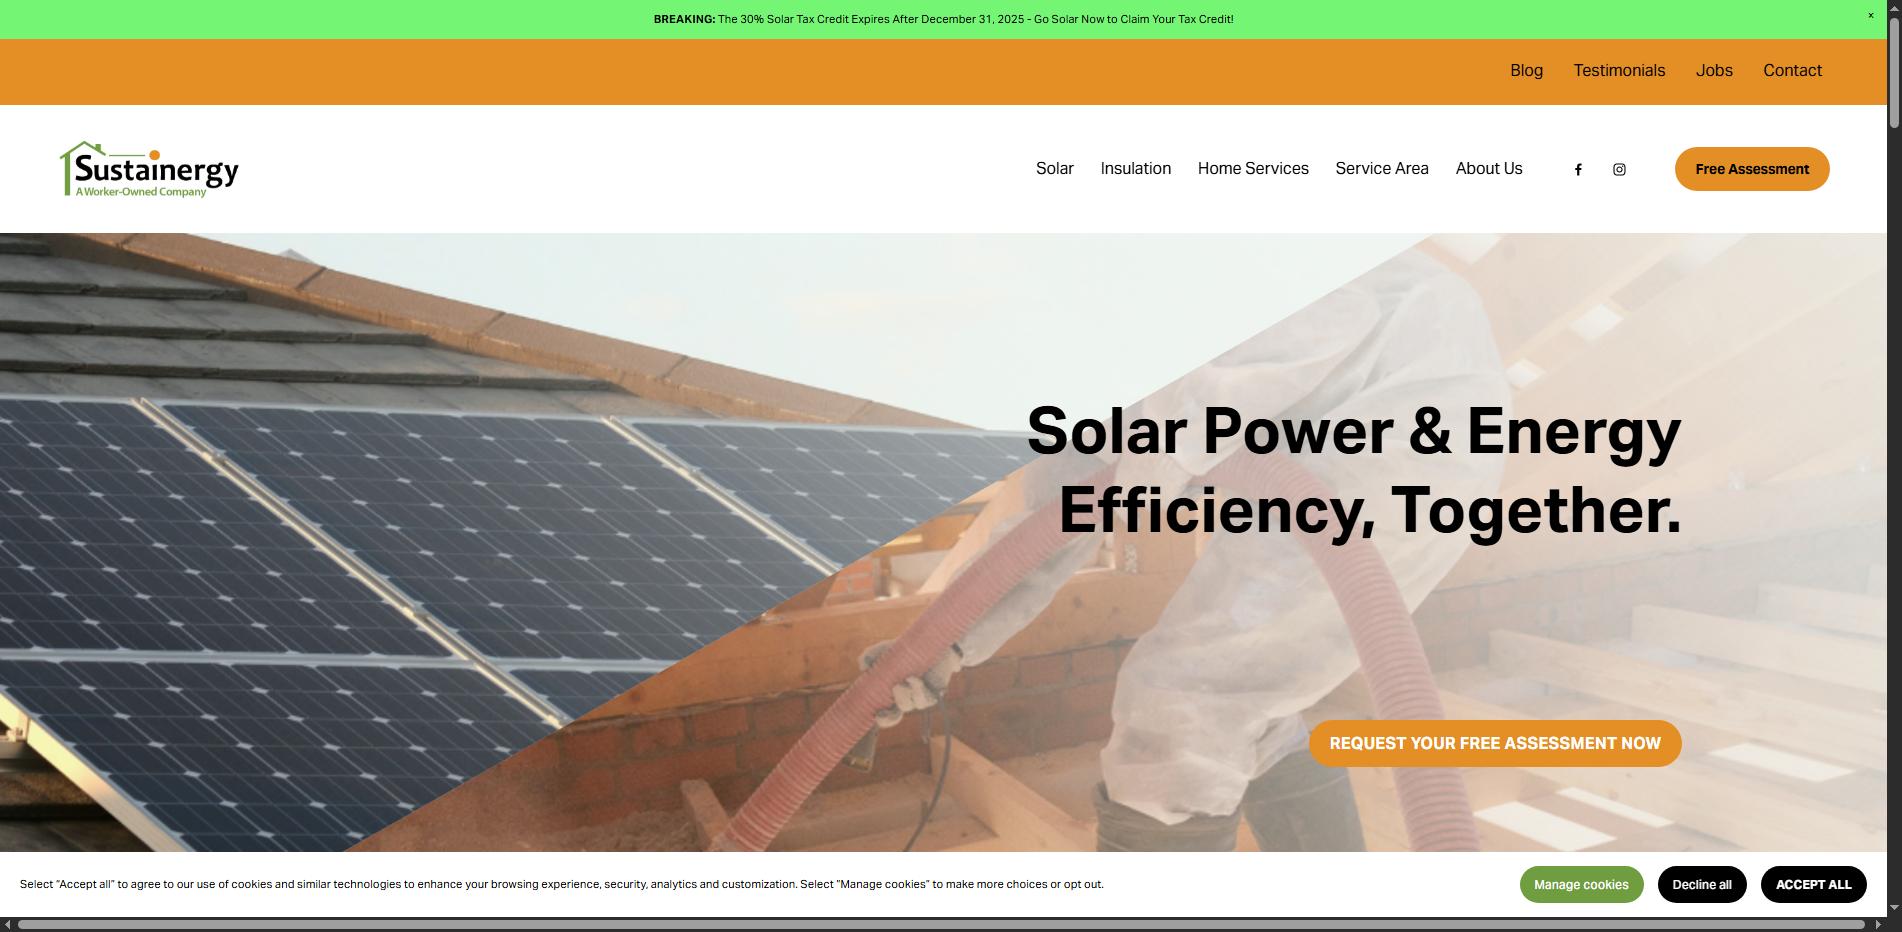 BREAKING: The 30% Solar Tax Credit Expires After December 31, 2025 - Go Solar Now to Claim Your Tax Credit!
×
Blog Testimonials Jobs Contact
Sustainergy
A Worker-Owned Company
Solar Insulation Home Services Service Area About Us
Free Assessment
Solar Power & Energy
Efficiency, Together.
REQUEST YOUR FREE ASSESSMENT NOW
Select “Accept all” to agree to our use of cookies and similar technologies to enhance your browsing experience, security, analytics and customization. Select “Manage cookies” to make more choices or opt out.
Manage cookies Decline all ACCEPT ALL